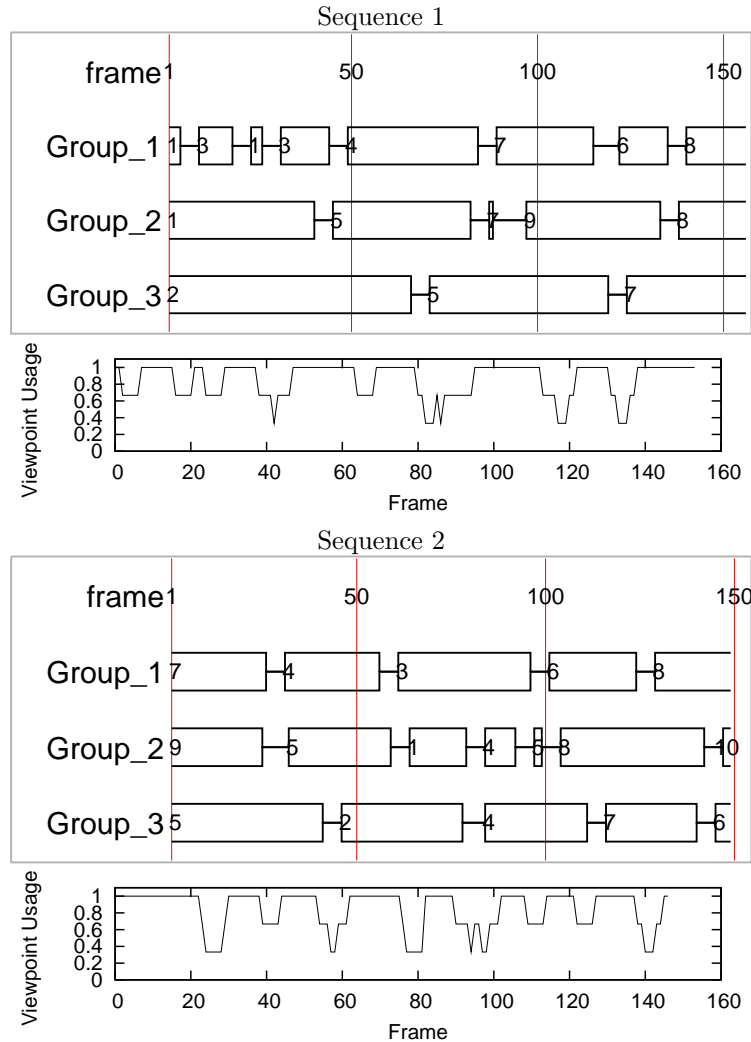 Sequence 1
frame 1 50 100 150
Group_1 1 3 1 3 4 7 6 8
Group_2 1 5 7 9 8
Group_3 2 5 7
Viewpoint Usage
1
0.8
0.6
0.4
0.2
0
0 20 40 60 80 100 120 140 160
Frame
Sequence 2
frame 1 50 100 150
Group_1 7 4 3 6 8
Group_2 9 5 1 4 6 8 10
Group_3 5 2 4 7 6
Viewpoint Usage
1
0.8
0.6
0.4
0.2
0
0 20 40 60 80 100 120 140 160
Frame